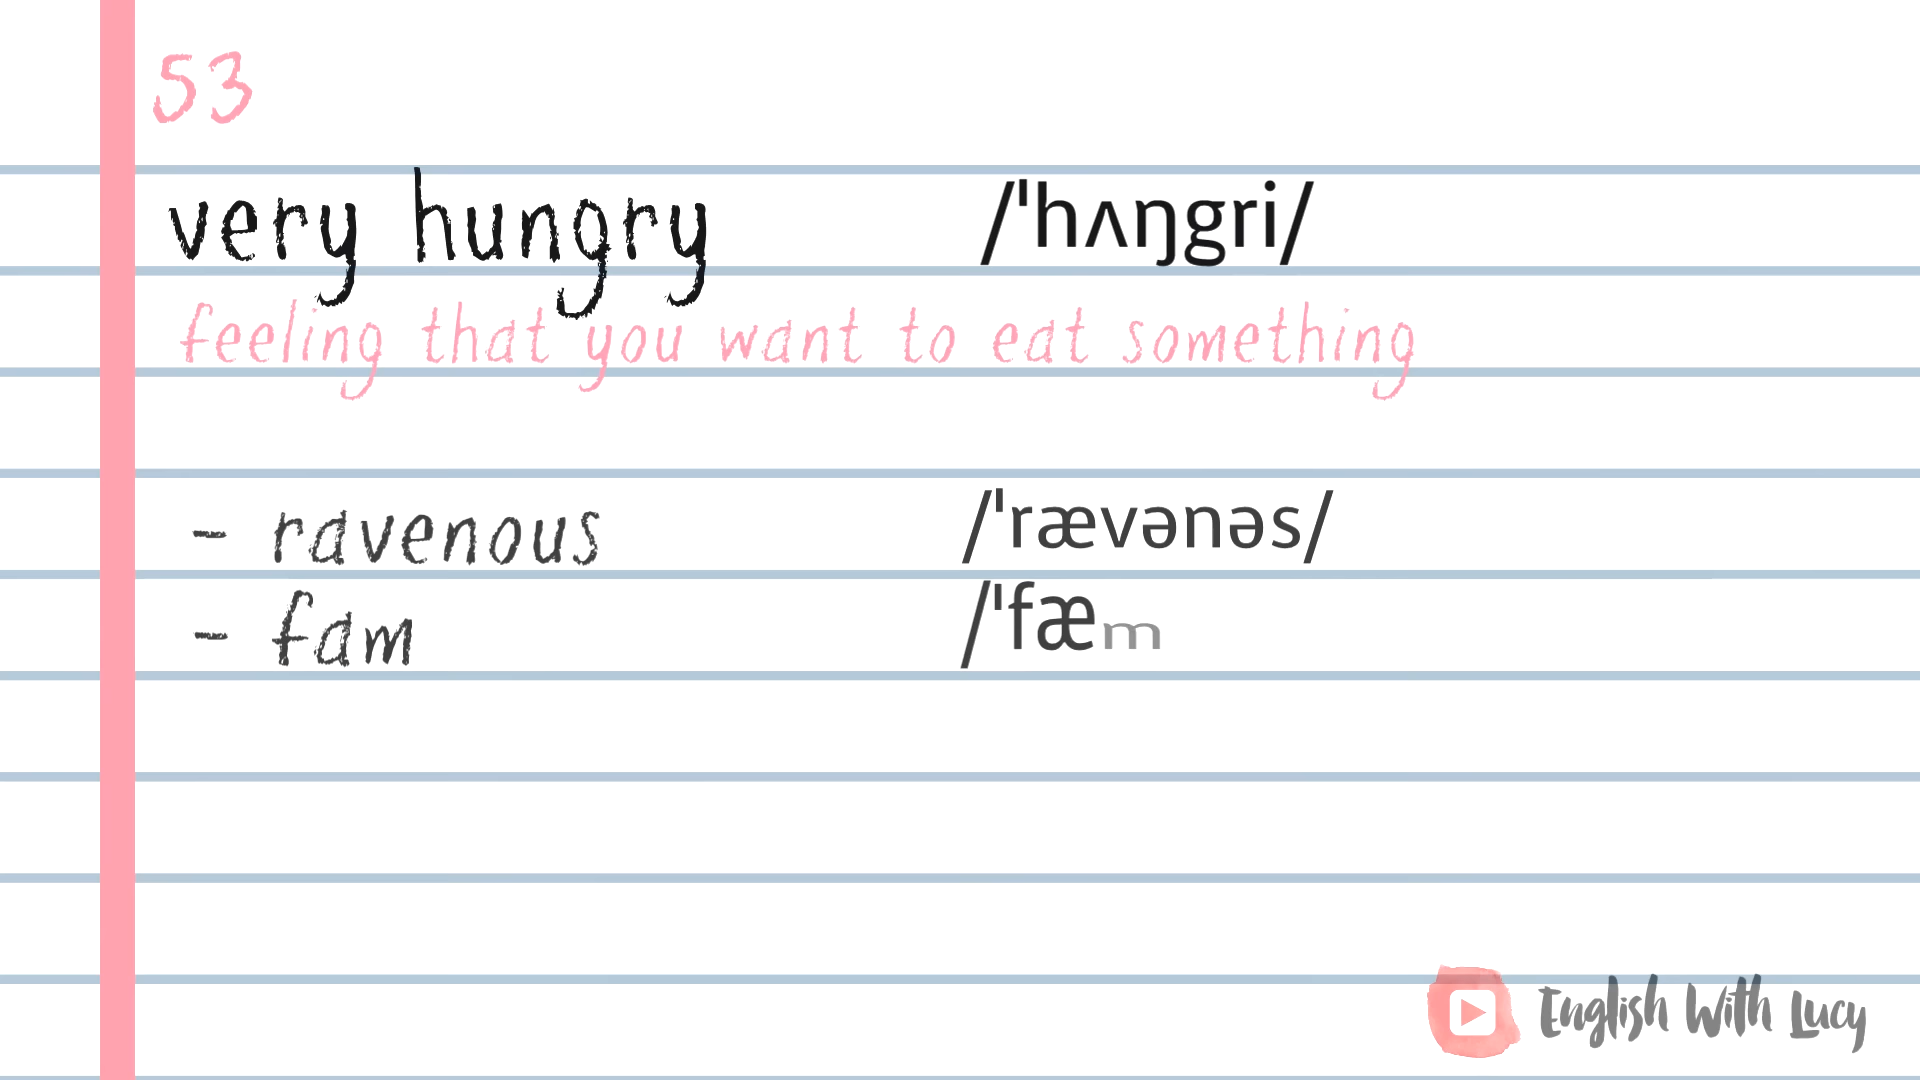 53
very hungry /ˈhʌŋgri/
feeling that you want to eat something
- ravenous /ˈrævənəs/
- fam /ˈfæm
English With Lucy